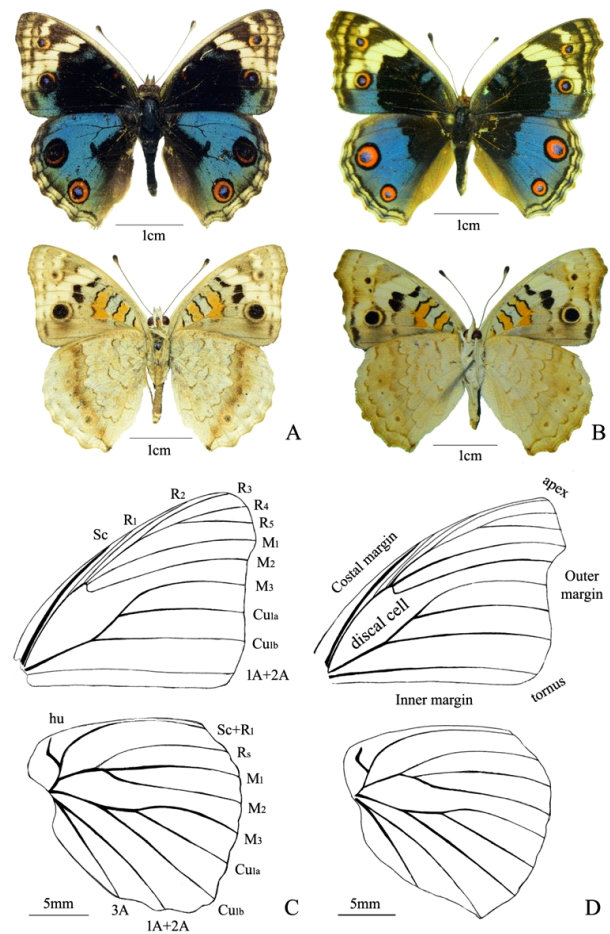 1cm
1cm
1cm
A
1cm
B
Sc
R1
R2
R3
R4
R5
M1
M2
M3
Cu1a
Cu1b
1A+2A
apex
Costal margin
discal cell
Outer
margin
Inner margin
tornus
hu
Sc+R1
Rs
M1
M2
M3
Cu1a
Cu1b
1A+2A
3A
5mm
C
5mm
D